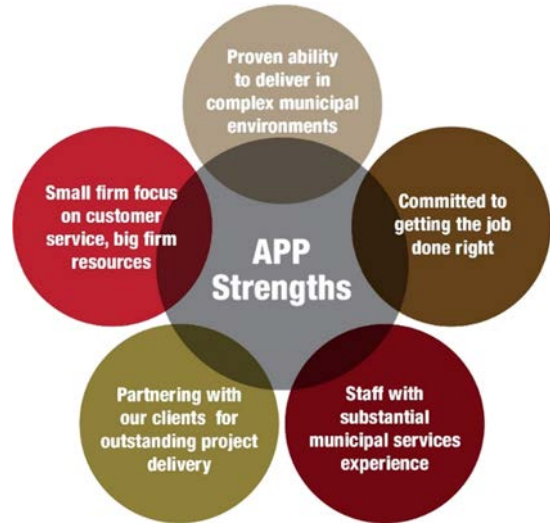 Proven ability
to deliver in
complex municipal
environments
Small firm focus
on customer
service, big firm
resources
Committed to
getting the job
done right
APP
Strengths
Partnering with
our clients for
outstanding project
delivery
Staff with
substantial
municipal services
experience